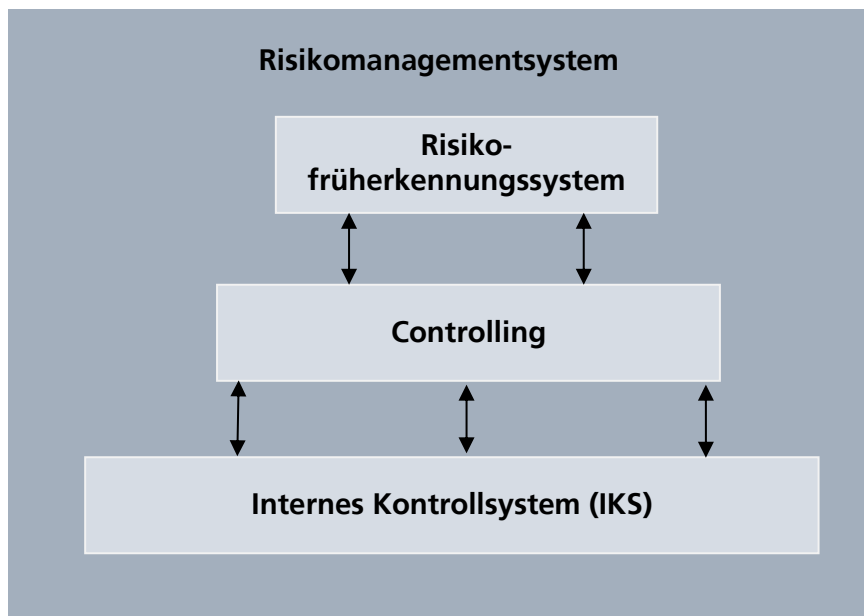 Risikomanagementsystem
Risiko-
früherkennungssystem
Controlling
Internes Kontrollsystem (IKS)